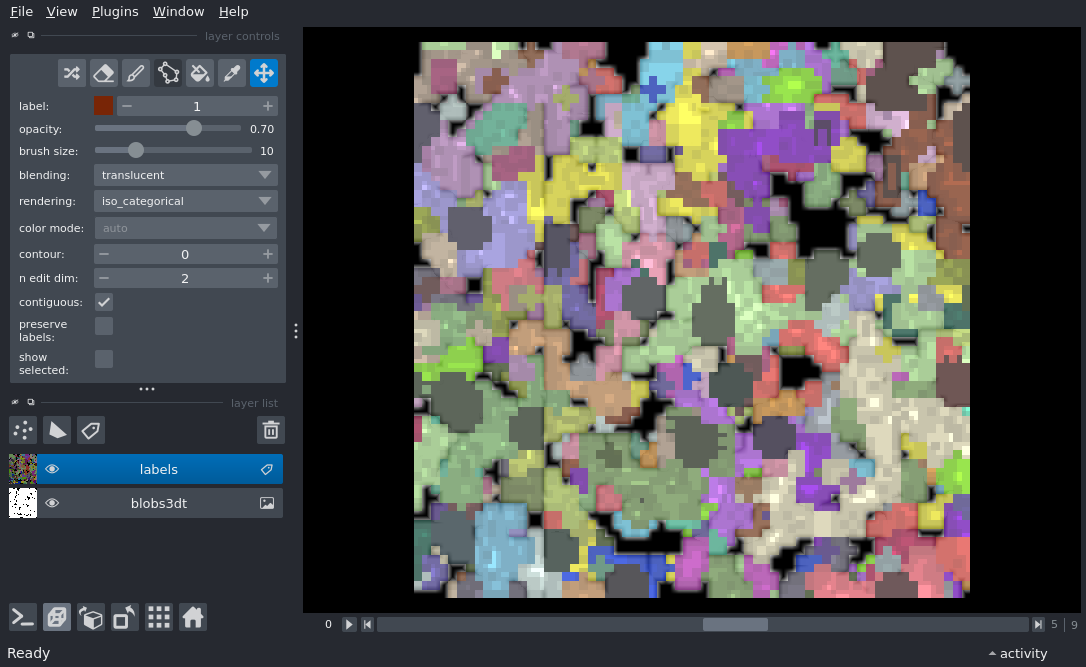 File View Plugins Window Help
layer controls
label: 1
opacity: 0.70
brush size: 10
blending: translucent
rendering: iso_categorical
color mode: auto
contour: 0
n edit dim: 2
contiguous:
preserve
labels:
show
selected:
layer list
labels
blobs3dt
0 5 | 9
Ready activity